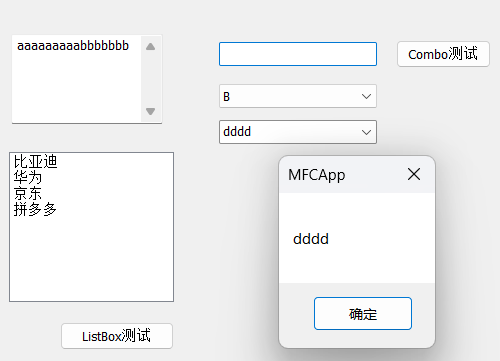 aaaaaaaaabbbbbbb
Combo测试
B
dddd
比亚迪
华为
京东
拼多多
MFCApp
dddd
确定
ListBox测试